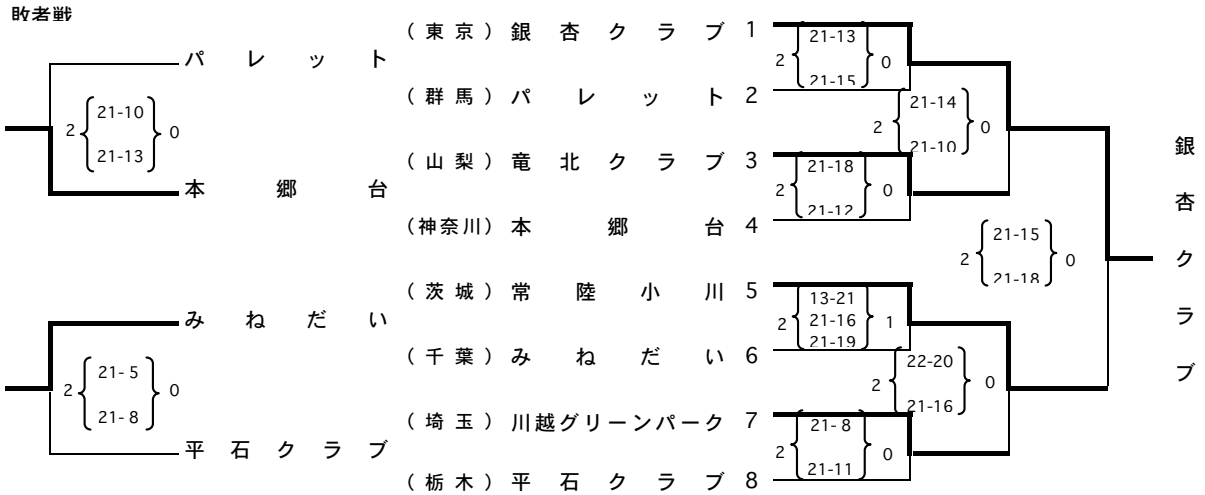 敗者戦
パレット
2 21-10 0
21-13
本郷台
みねだい
2 21- 5 0
21- 8
平石クラブ
(東京) 銀杏クラブ 1
(群馬) パレット 2
(山梨) 竜北クラブ 3
(神奈川) 本郷台 4
(茨城) 常陸小川 5
(千葉) みねだい 6
(埼玉) 川越グリーンパーク 7
(栃木) 平石クラブ 8
21-13
2 0
21-15
21-14
2 0
21-10
21-18
2 0
21-12
21-15
2 0
21-18
13-21
2 21-16 1
21-19
22-20
2 0
21-16
21- 8
2 0
21-11
銀杏クラブ